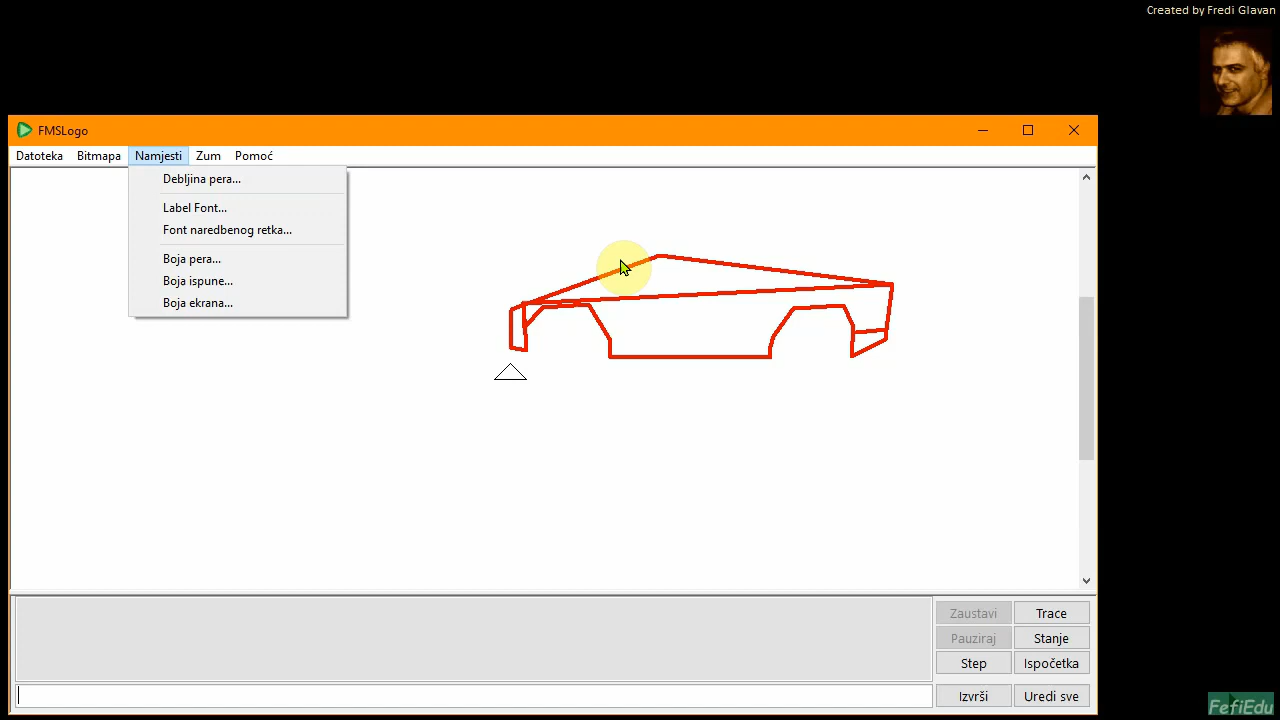 Created by Fredi Glavan
FMSLogo
Datoteka Bitmapa Namjesti Zum Pomoć
Debljina pera...
Label Font...
Font naredbenog retka...
Boja pera...
Boja ispune...
Boja ekrana...
Zaustavi Trace
Pauziraj Stanje
Step Ispočetka
Izvrši Uredi sve
FefiEdu